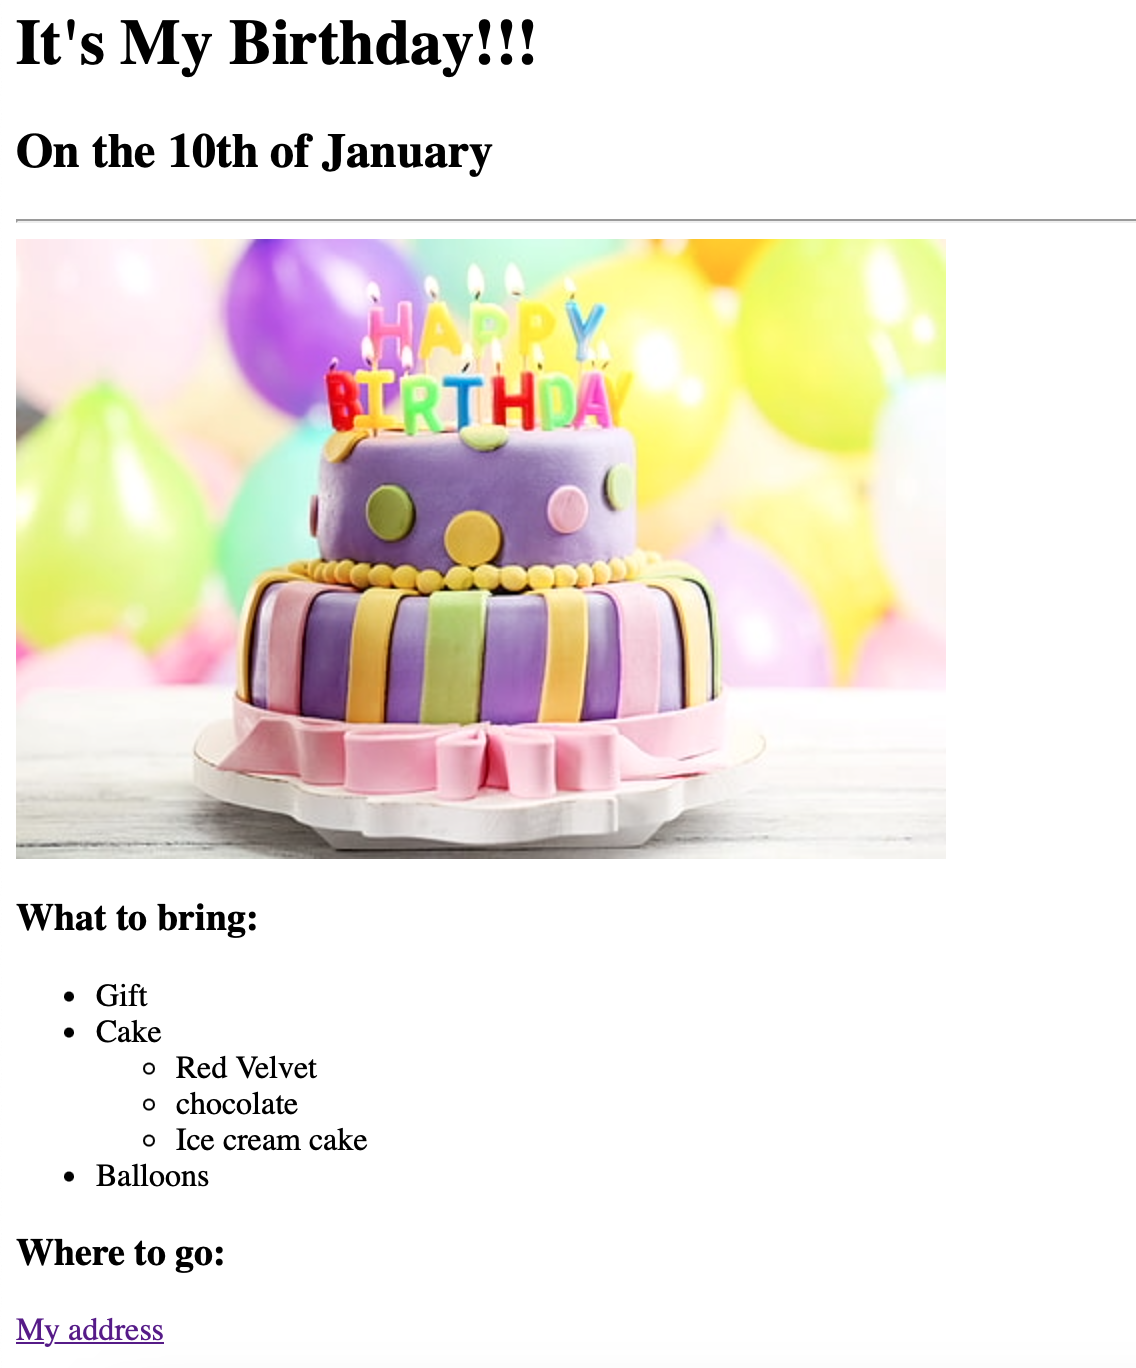 It's My Birthday!!!
On the 10th of January
HAPPY
BIRTHDAY
What to bring:
Gift
Cake
Red Velvet
chocolate
Ice cream cake
Balloons
Where to go:
My address